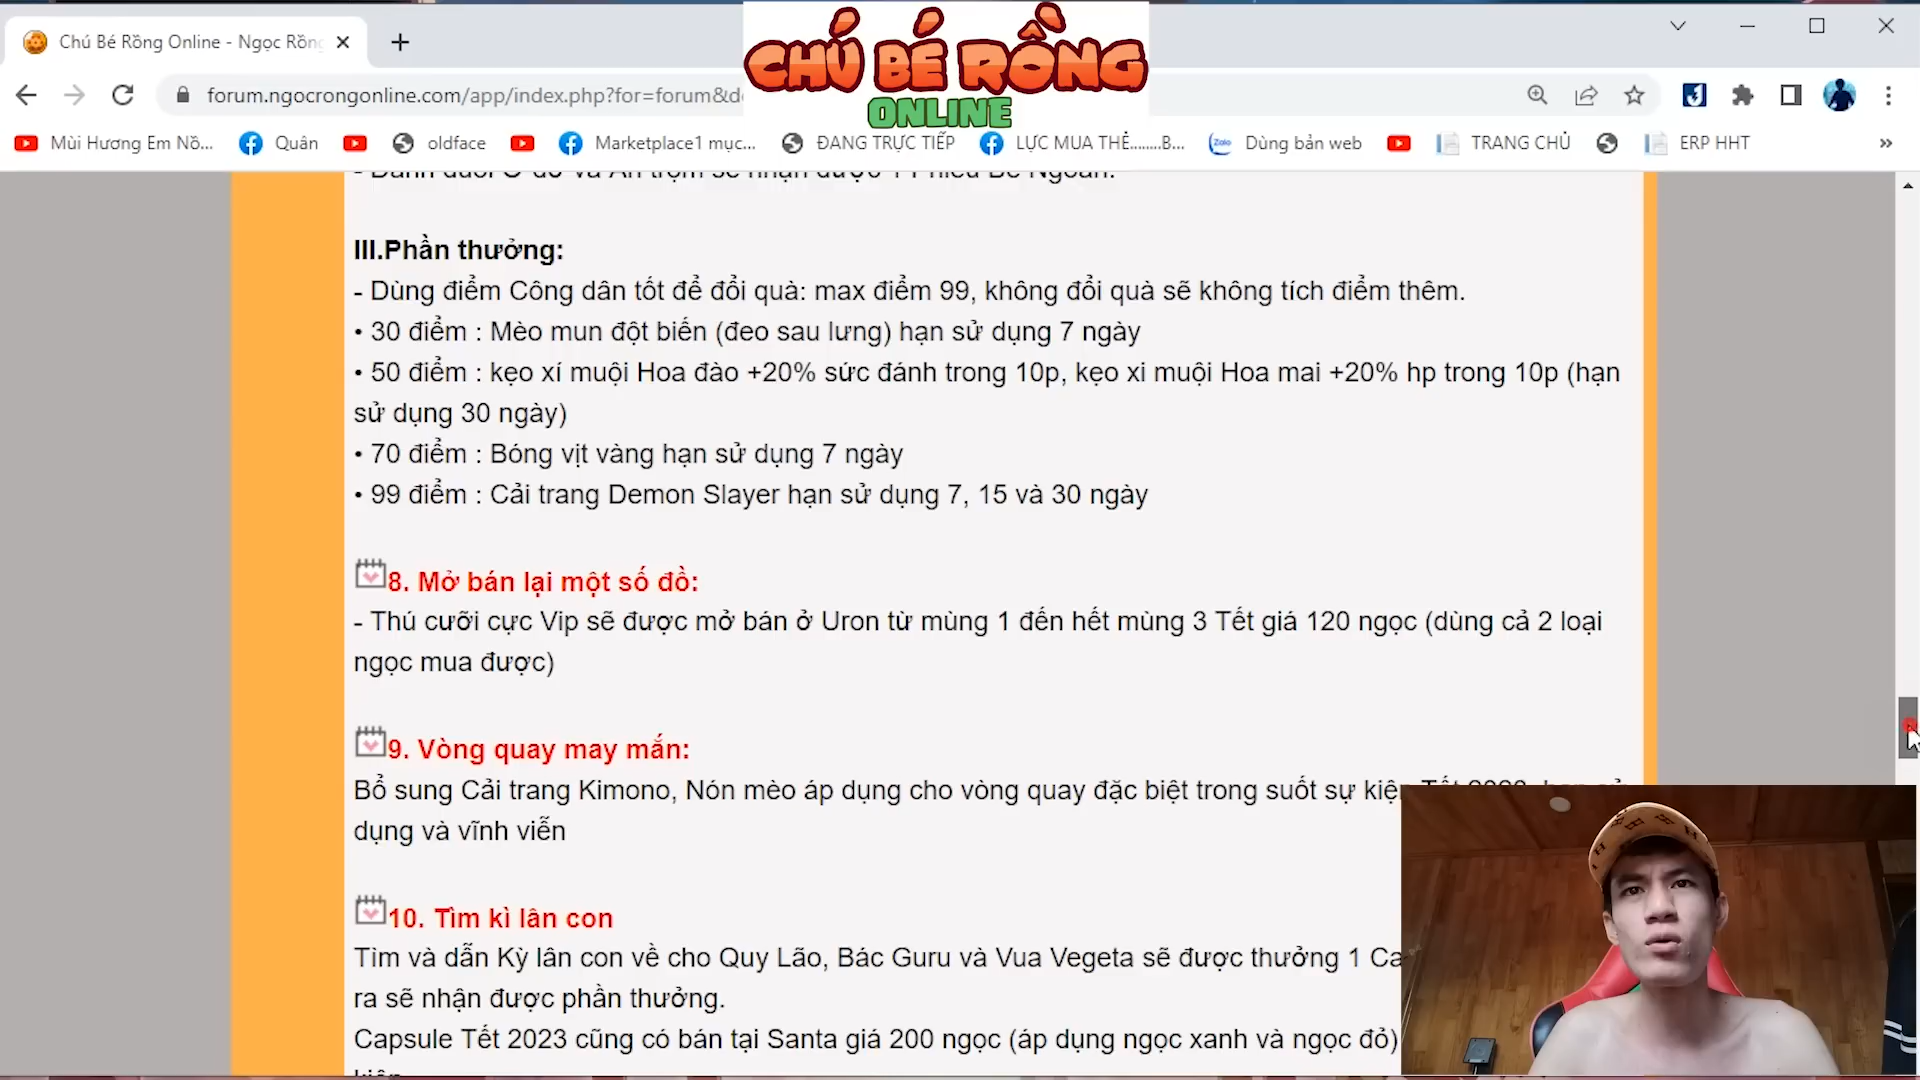 Chú Bé Rồng Online - Ngọc Rồng
CHÚ BÉ RỒNG
ONLINE
forum.ngocrongonline.com/app/index.php?for=forum&d
Mùi Hương Em Nồ...
Quân
oldface
Marketplace1 mục...
ĐANG TRỰC TIẾP
LỰC MUA THẺ........B...
Zalo
Dùng bản web
TRANG CHỦ
ERP HHT
»
III.Phần thưởng:
- Dùng điểm Công dân tốt để đổi quà: max điểm 99, không đổi quà sẽ không tích điểm thêm.
• 30 điểm : Mèo mun đột biến (đeo sau lưng) hạn sử dụng 7 ngày
• 50 điểm : kẹo xí muội Hoa đào +20% sức đánh trong 10p, kẹo xi muội Hoa mai +20% hp trong 10p (hạn
sử dụng 30 ngày)
• 70 điểm : Bóng vịt vàng hạn sử dụng 7 ngày
• 99 điểm : Cải trang Demon Slayer hạn sử dụng 7, 15 và 30 ngày
8. Mở bán lại một số đồ:
- Thú cưỡi cực Vip sẽ được mở bán ở Uron từ mùng 1 đến hết mùng 3 Tết giá 120 ngọc (dùng cả 2 loại
ngọc mua được)
9. Vòng quay may mắn:
Bổ sung Cải trang Kimono, Nón mèo áp dụng cho vòng quay đặc biệt trong suốt sự kiện
dụng và vĩnh viễn
10. Tìm kì lân con
Tìm và dẫn Kỳ lân con về cho Quy Lão, Bác Guru và Vua Vegeta sẽ được thưởng 1 Ca
ra sẽ nhận được phần thưởng.
Capsule Tết 2023 cũng có bán tại Santa giá 200 ngọc (áp dụng ngọc xanh và ngọc đỏ)